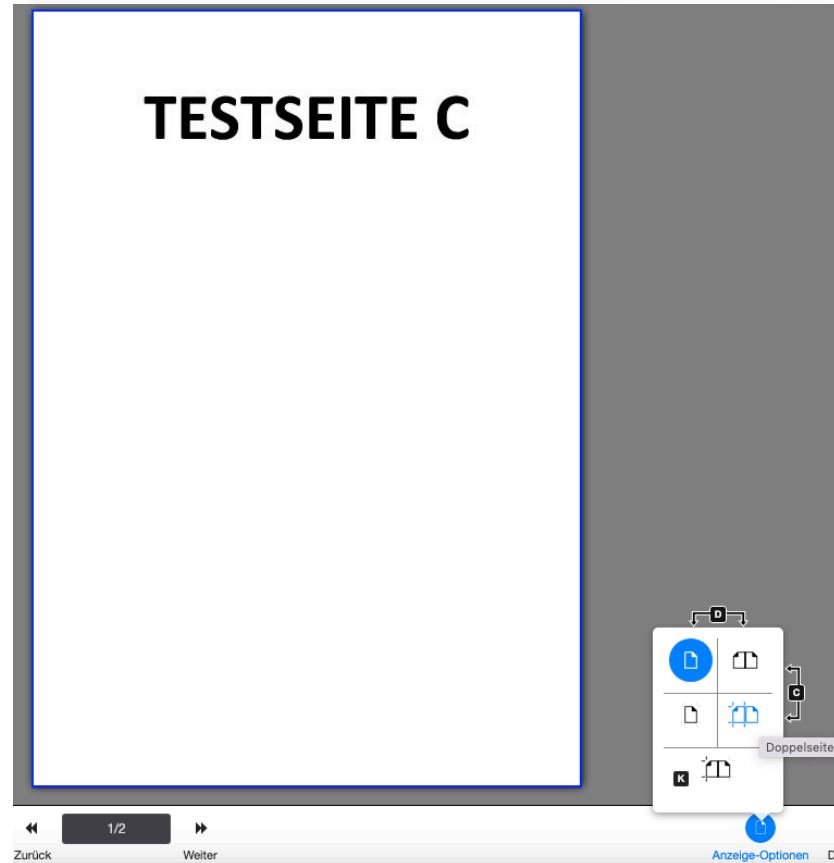 TESTSEITE C
D
C
Doppelseite
K
1/2
Zurück
Weiter
Anzeige-Optionen
D